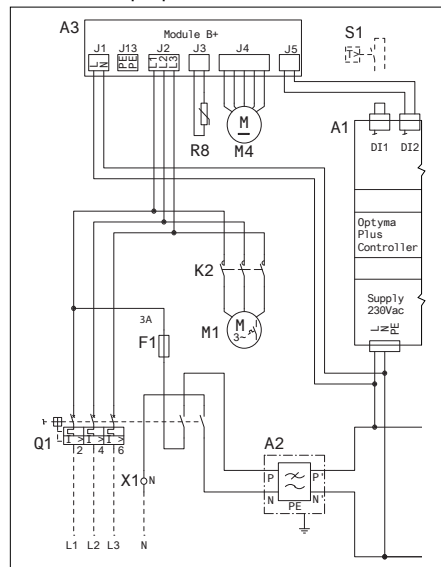 A3
Module B+
J1
J13
J2
J3
J4
J5
L
N
PE
PE
L1
L2
L3
S1
T>
M
R8
M4
A1
DI1
DI2
Optyma
Plus
Controller
K2
Supply
230Vac
L
N
PE
3A
F1
M1
M
3~
Q1
I > I > I >
2 4 6
X1
N
A2
P
P'
N
N'
PE
L1 L2 L3 N